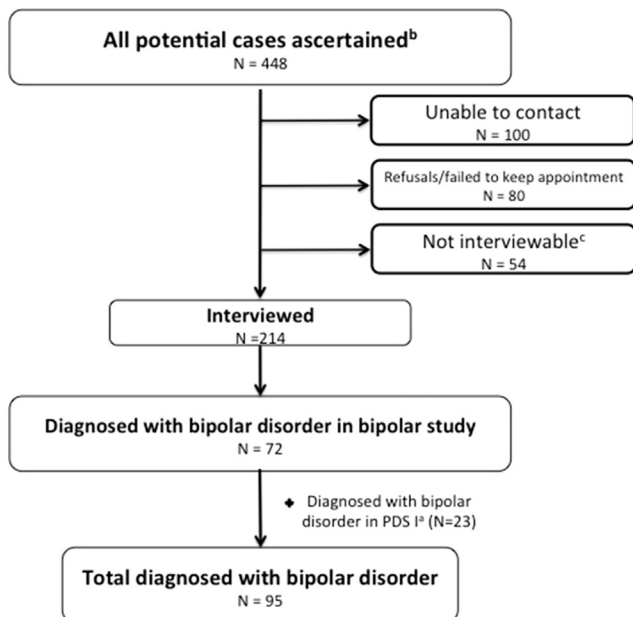 All potential cases ascertainedᵇ
N = 448
Unable to contact
N = 100
Refusals/failed to keep appointment
N = 80
Not interviewableᶜ
N = 54
Interviewed
N =214
Diagnosed with bipolar disorder in bipolar study
N = 72
Diagnosed with bipolar
disorder in PDS Iᵃ (N=23)
Total diagnosed with bipolar disorder
N = 95